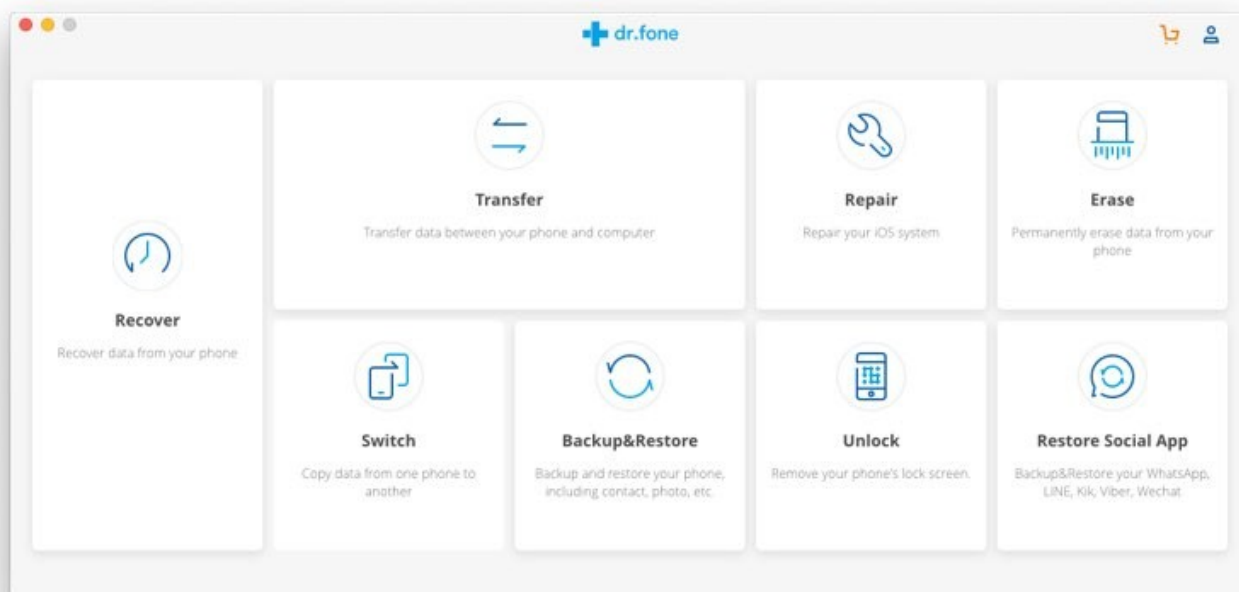 dr.fone
Recover
Recover data from your phone
Transfer
Transfer data between your phone and computer
Repair
Repair your iOS system
Erase
Permanently erase data from your
phone
Switch
Copy data from one phone to
another
Backup&Restore
Backup and restore your phone,
including contact, photo, etc.
Unlock
Remove your phone's lock screen.
Restore Social App
Backup&Restore your WhatsApp,
LINE, Kik, Viber, Wechat